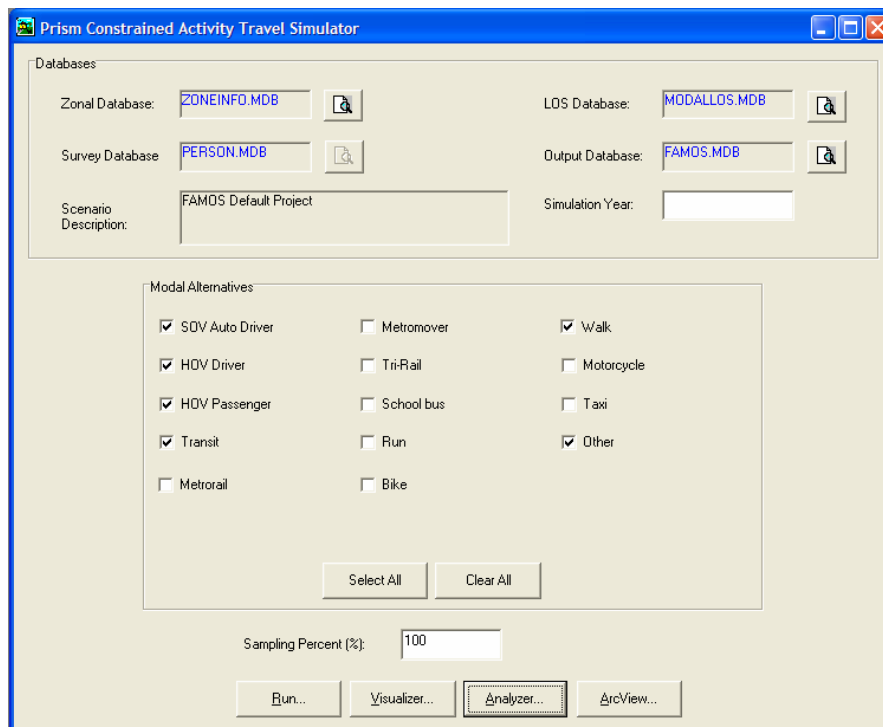 Prism Constrained Activity Travel Simulator
Databases
Zonal Database: ZONEINFO.MDB
LOS Database: MODALLOS.MDB
Survey Database PERSON.MDB
Output Database: FAMOS.MDB
Scenario
Description:
FAMOS Default Project
Simulation Year:
Modal Alternatives
SOV Auto Driver
Metromover
Walk
HOV Driver
Tri-Rail
Motorcycle
HOV Passenger
School bus
Taxi
Transit
Run
Other
Metrorail
Bike
Select All
Clear All
Sampling Percent (%): 100
Run...
Visualizer...
Analyzer...
ArcView...